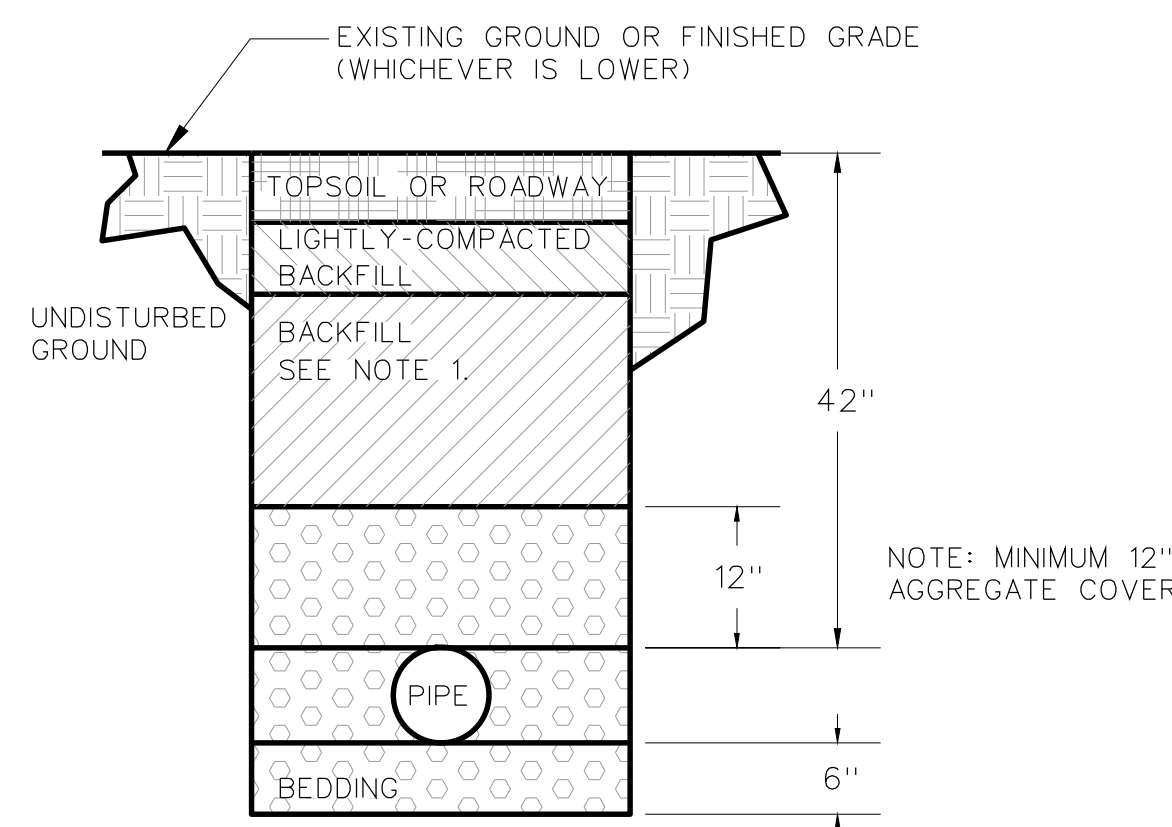 EXISTING GROUND OR FINISHED GRADE
(WHICHEVER IS LOWER)
TOPSOIL OR ROADWAY
LIGHTLY-COMPACTED
BACKFILL
UNDISTURBED
GROUND
BACKFILL
SEE NOTE 1.
42"
12"
NOTE: MINIMUM 12"
AGGREGATE COVER
PIPE
BEDDING
6"